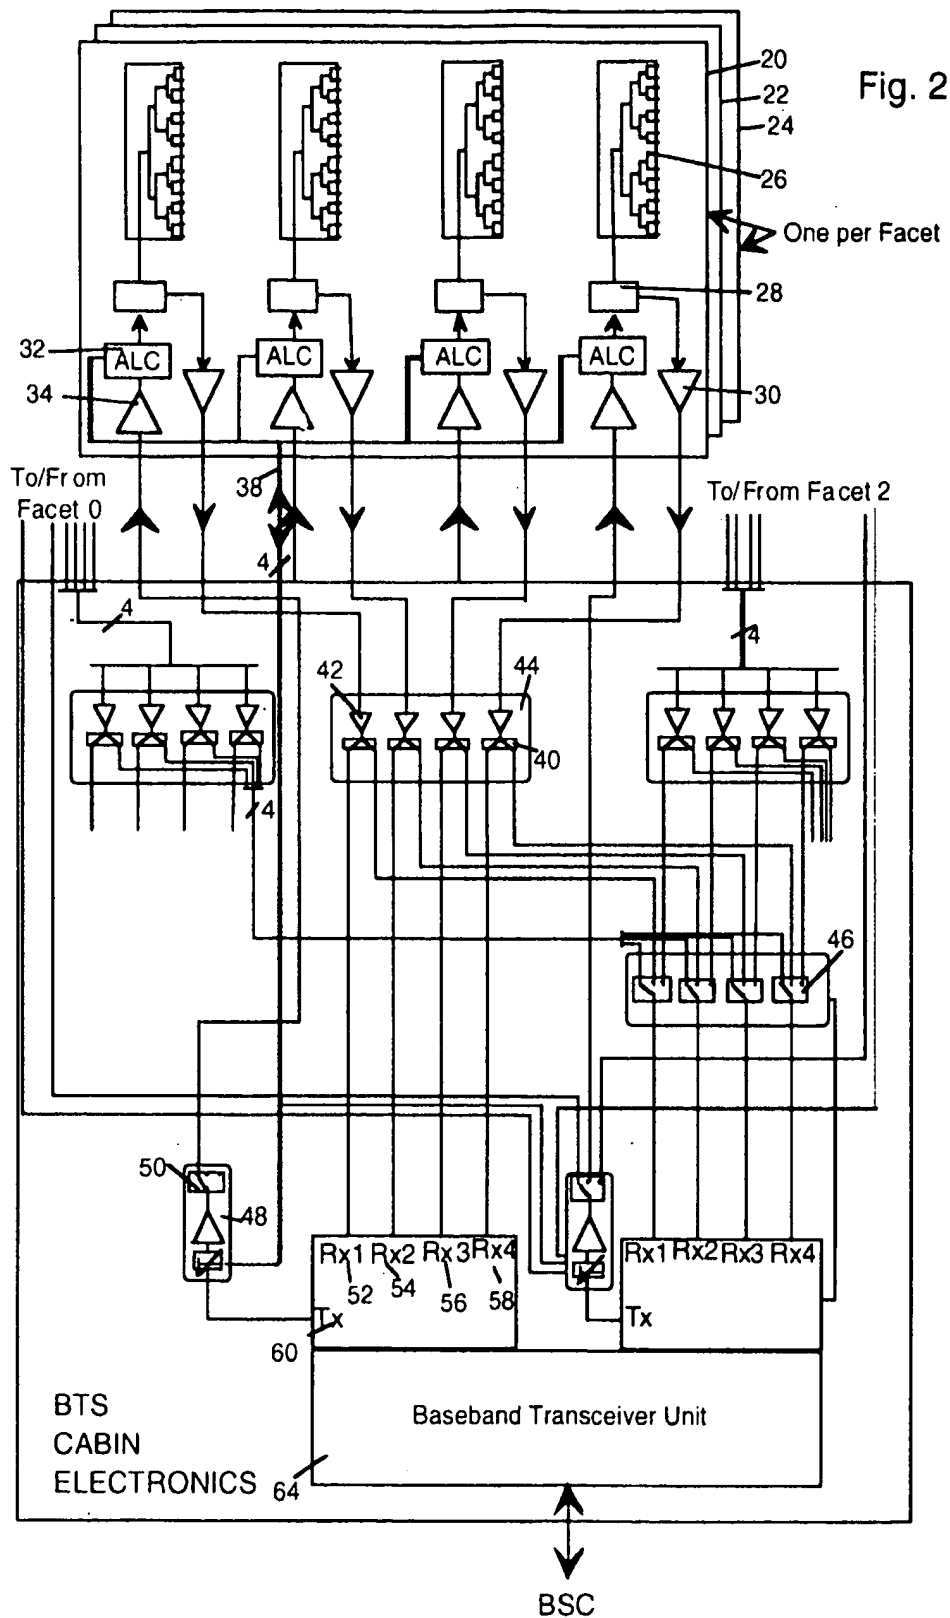 Fig. 2
20
22
24
26
One per Facet
28
32
ALC
ALC
ALC
ALC
34
30
To/From
Facet 0
38
To/From Facet 2
4
4
4
42
44
40
4
46
50
48
Rx1
Rx2
Rx3
Rx4
52
54
56
58
Tx
60
Rx1
Rx2
Rx3
Rx4
Tx
BTS
CABIN
ELECTRONICS
Baseband Transceiver Unit
64
BSC